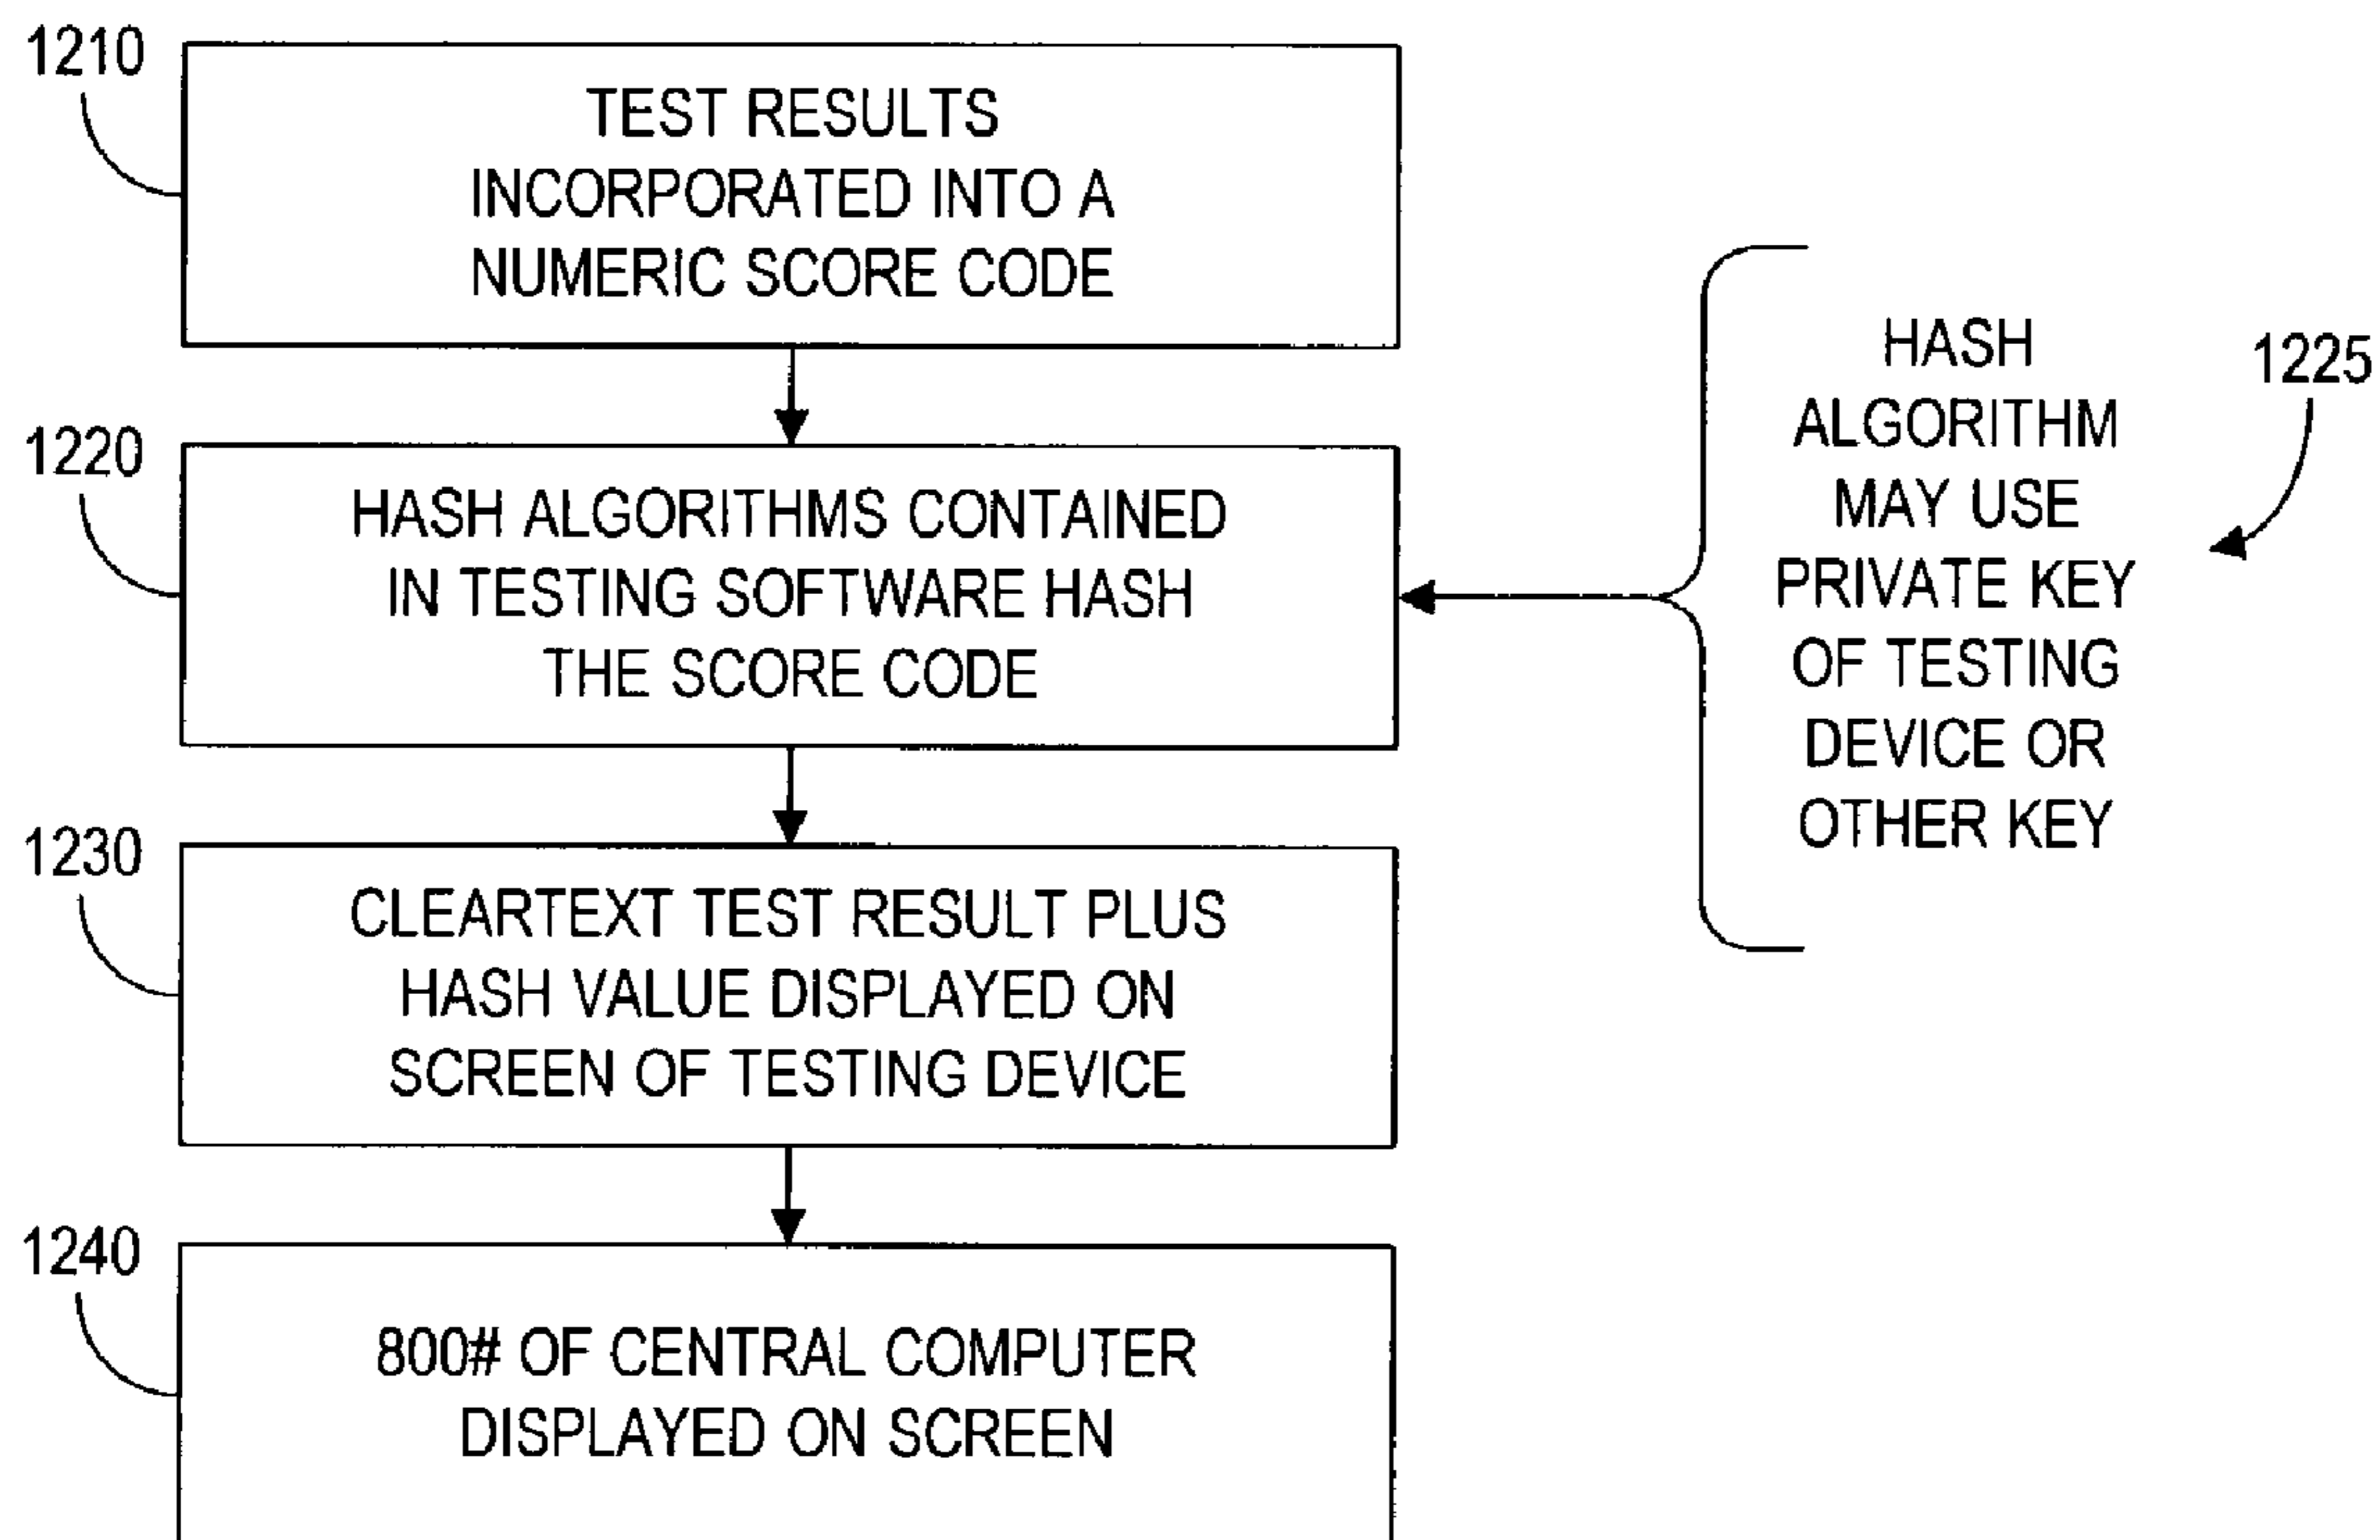 1210
TEST RESULTS
INCORPORATED INTO A
NUMERIC SCORE CODE
1220
HASH ALGORITHMS CONTAINED
IN TESTING SOFTWARE HASH
THE SCORE CODE
HASH
ALGORITHM
MAY USE
PRIVATE KEY
OF TESTING
DEVICE OR
OTHER KEY
1225
1230
CLEARTEXT TEST RESULT PLUS
HASH VALUE DISPLAYED ON
SCREEN OF TESTING DEVICE
1240
800# OF CENTRAL COMPUTER
DISPLAYED ON SCREEN